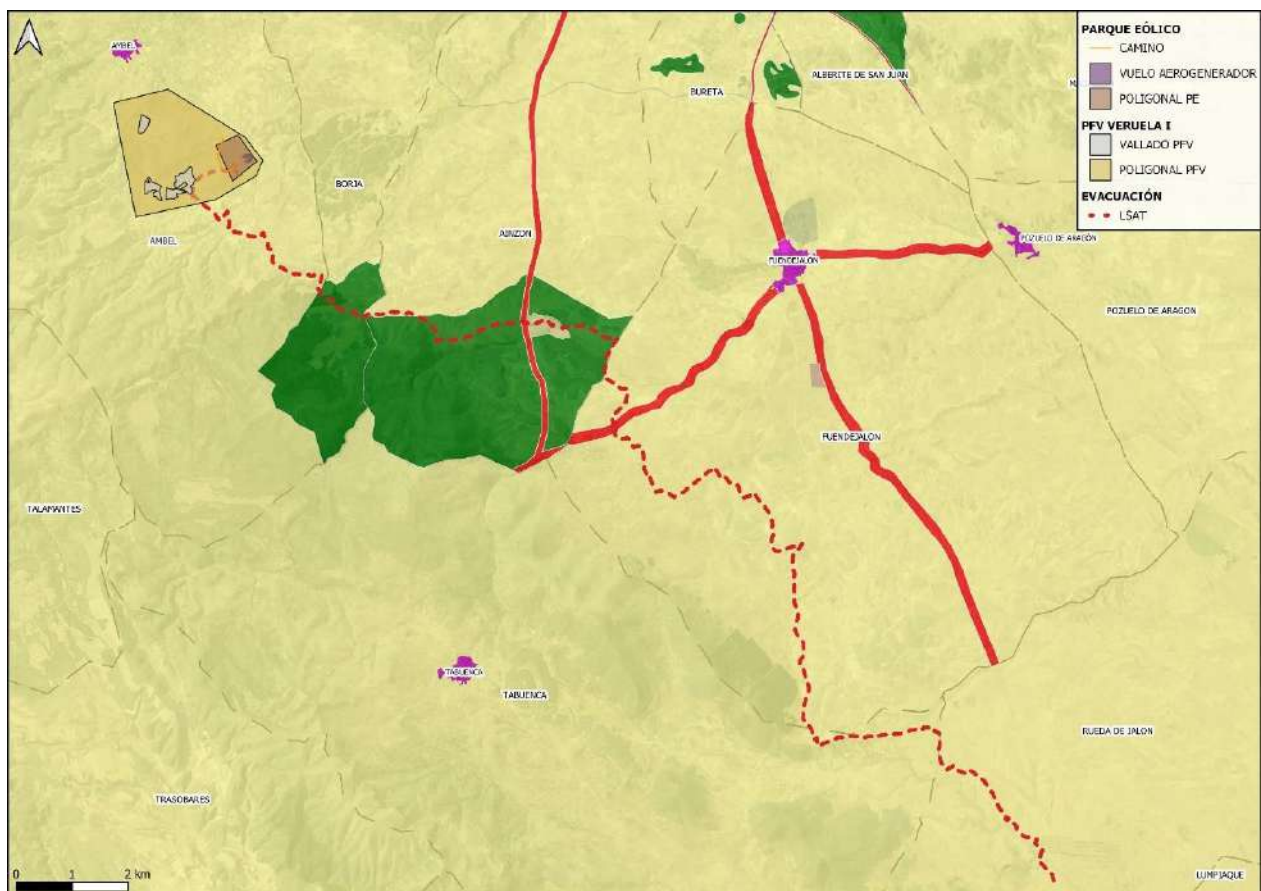 AMBEL
BURETA
ALBERITE DE SAN JUAN
PARQUE EÓLICO
CAMINO
VUELO AEROGENERADOR
POLIGONAL PE
PFV VERUELA I
VALLADO PFV
POLIGONAL PFV
EVACUACIÓN
LSAT
BORJA
AMBEL
AINZON
FUENDEJALON
POZUELO DE ARAGÓN
POZUELO DE ARAGON
FUENDEJALON
TALAMANTES
TABUENCA
TABUENCA
RUEDA DE JALON
TRASOBARES
LUMPIAQUE
0 1 2 km